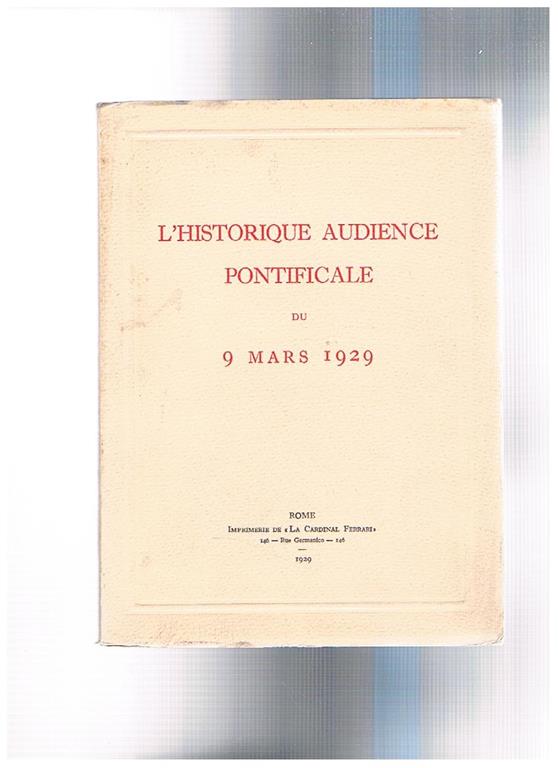 L'HISTORIQUE AUDIENCE
PONTIFICALE
DU
9 MARS 1929
ROME
IMPRIMERIE DE «LA CARDINAL FERRARI»
146 — Rue Germanico — 146
1929